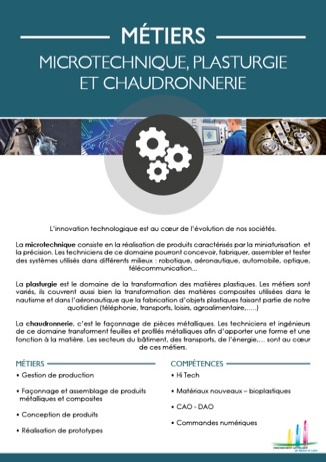 MÉTIERS
MICROTECHNIQUE, PLASTURGIE
ET CHAUDRONNERIE
L'innovation technologique est au cœur de l'évolution de nos sociétés.
La microtechnique consiste en la réalisation de produits caractérisés par la miniaturisation et
la précision. Les techniciens de ce domaine pourront concevoir, fabriquer, assembler et tester
des systèmes utilisés dans différents milieux : robotique, aéronautique, automobile, optique,
télécommunication...
La plasturgie est le domaine de la transformation des matières plastiques. Les métiers sont
variés, ils couvrent aussi bien la transformation des matières composites utilisées dans le
nautisme et dans l'aéronautique que la fabrication d'objets plastiques faisant partie de notre
quotidien (téléphonie, transports, loisirs, agroalimentaire,....)
La chaudronnerie, c'est le façonnage de pièces métalliques. Les techniciens et ingénieurs
de ce domaine transforment feuilles et profilés métalliques afin d'apporter une forme et une
fonction à la matière. Les secteurs du bâtiment, des transports, de l'énergie,... sont au cœur
de ces métiers.
MÉTIERS
• Gestion de production
• Façonnage et assemblage de produits
métalliques et composites
• Conception de produits
• Réalisation de prototypes
COMPÉTENCES
• Hi Tech
• Matériaux nouveaux – bioplastiques
• CAO - DAO
• Commandes numériques